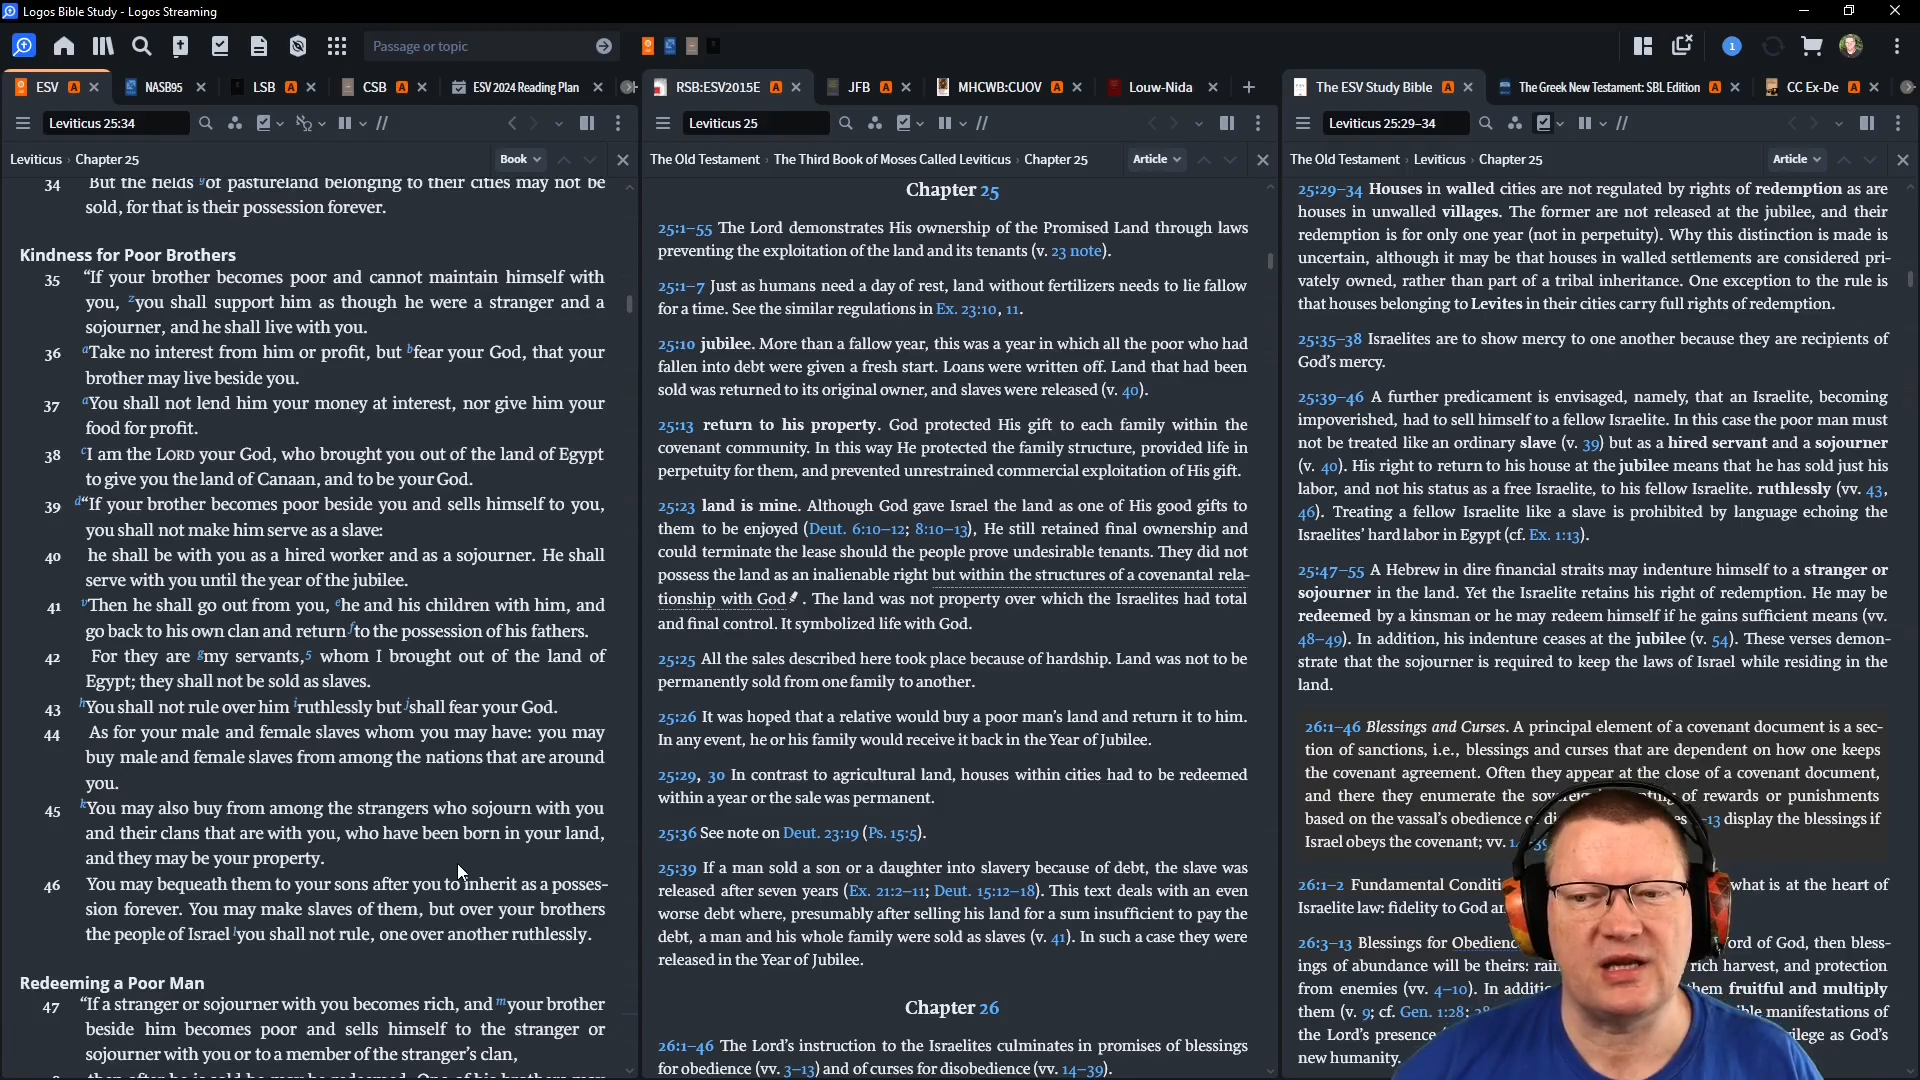 Logos Bible Study - Logos Streaming
Passage or topic
1
ESV A
NASB95
LSB A
CSB A
ESV 2024 Reading Plan
RSB:ESV2015E A
JFB A
MHCWB:CUOV A
Louw-Nida
The ESV Study Bible A
The Greek New Testament: SBL Edition A
CC Ex-De A
Leviticus 25:34
Leviticus 25
Leviticus 25:29–34
Leviticus › Chapter 25
Book
34 But the fields yof pastureland belonging to their cities may not be
sold, for that is their possession forever.
Kindness for Poor Brothers
35 “If your brother becomes poor and cannot maintain himself with
you, zyou shall support him as though he were a stranger and a
sojourner, and he shall live with you.
36 aTake no interest from him or profit, but bfear your God, that your
brother may live beside you.
37 aYou shall not lend him your money at interest, nor give him your
food for profit.
38 cI am the LORD your God, who brought you out of the land of Egypt
to give you the land of Canaan, and to be your God.
39 d“If your brother becomes poor beside you and sells himself to you,
you shall not make him serve as a slave:
40 he shall be with you as a hired worker and as a sojourner. He shall
serve with you until the year of the jubilee.
41 vThen he shall go out from you, ehe and his children with him, and
go back to his own clan and return fto the possession of his fathers.
42 For they are gmy servants,5 whom I brought out of the land of
Egypt; they shall not be sold as slaves.
43 hYou shall not rule over him iruthlessly but jshall fear your God.
44 As for your male and female slaves whom you may have: you may
buy male and female slaves from among the nations that are around
you.
45 kYou may also buy from among the strangers who sojourn with you
and their clans that are with you, who have been born in your land,
and they may be your property.
46 You may bequeath them to your sons after you to inherit as a posses-
sion forever. You may make slaves of them, but over your brothers
the people of Israel lyou shall not rule, one over another ruthlessly.
Redeeming a Poor Man
47 “If a stranger or sojourner with you becomes rich, and myour brother
beside him becomes poor and sells himself to the stranger or
sojourner with you or to a member of the stranger’s clan,
The Old Testament › The Third Book of Moses Called Leviticus › Chapter 25
Article
Chapter 25
25:1–55 The Lord demonstrates His ownership of the Promised Land through laws
preventing the exploitation of the land and its tenants (v. 23 note).
25:1–7 Just as humans need a day of rest, land without fertilizers needs to lie fallow
for a time. See the similar regulations in Ex. 23:10, 11.
25:10 jubilee. More than a fallow year, this was a year in which all the poor who had
fallen into debt were given a fresh start. Loans were written off. Land that had been
sold was returned to its original owner, and slaves were released (v. 40).
25:13 return to his property. God protected His gift to each family within the
covenant community. In this way He protected the family structure, provided life in
perpetuity for them, and prevented unrestrained commercial exploitation of His gift.
25:23 land is mine. Although God gave Israel the land as one of His good gifts to
them to be enjoyed (Deut. 6:10–12; 8:10–13), He still retained final ownership and
could terminate the lease should the people prove undesirable tenants. They did not
possess the land as an inalienable right but within the structures of a covenantal rela-
tionship with God. The land was not property over which the Israelites had total
and final control. It symbolized life with God.
25:25 All the sales described here took place because of hardship. Land was not to be
permanently sold from one family to another.
25:26 It was hoped that a relative would buy a poor man’s land and return it to him.
In any event, he or his family would receive it back in the Year of Jubilee.
25:29, 30 In contrast to agricultural land, houses within cities had to be redeemed
within a year or the sale was permanent.
25:36 See note on Deut. 23:19 (Ps. 15:5).
25:39 If a man sold a son or a daughter into slavery because of debt, the slave was
released after seven years (Ex. 21:2–11; Deut. 15:12–18). This text deals with an even
worse debt where, presumably after selling his land for a sum insufficient to pay the
debt, a man and his whole family were sold as slaves (v. 41). In such a case they were
released in the Year of Jubilee.
Chapter 26
26:1–46 The Lord’s instruction to the Israelites culminates in promises of blessings
for obedience (vv. 3–13) and of curses for disobedience (vv. 14–39).
The Old Testament › Leviticus › Chapter 25
Article
25:29–34 Houses in walled cities are not regulated by rights of redemption as are
houses in unwalled villages. The former are not released at the jubilee, and their
redemption is for only one year (not in perpetuity). Why this distinction is made is
uncertain, although it may be that houses in walled settlements are considered pri-
vately owned, rather than part of a tribal inheritance. One exception to the rule is
that houses belonging to Levites in their cities carry full rights of redemption.
25:35–38 Israelites are to show mercy to one another because they are recipients of
God’s mercy.
25:39–46 A further predicament is envisaged, namely, that an Israelite, becoming
impoverished, had to sell himself to a fellow Israelite. In this case the poor man must
not be treated like an ordinary slave (v. 39) but as a hired servant and a sojourner
(v. 40). His right to return to his house at the jubilee means that he has sold just his
labor, and not his status as a free Israelite, to his fellow Israelite. ruthlessly (vv. 43,
46). Treating a fellow Israelite like a slave is prohibited by language echoing the
Israelites’ hard labor in Egypt (cf. Ex. 1:13).
25:47–55 A Hebrew in dire financial straits may indenture himself to a stranger or
sojourner in the land. Yet the Israelite retains his right of redemption. He may be
redeemed by a kinsman or he may redeem himself if he gains sufficient means (vv.
48–49). In addition, his indenture ceases at the jubilee (v. 54). These verses demon-
strate that the sojourner is required to keep the laws of Israel while residing in the
land.
26:1–46 Blessings and Curses. A principal element of a covenant document is a sec-
tion of sanctions, i.e., blessings and curses that are dependent on how one keeps
the covenant agreement. Often they appear at the close of a covenant document,
and there they enumerate the of rewards or punishments
based on the vassal’s obedience –13 display the blessings if
Israel obeys the covenant; vv.
26:1–2 Fundamental what is at the heart of
Israelite law: fidelity to God
26:3–13 Blessings for of God, then bless-
ings of abundance will be theirs: rich harvest, and protection
from enemies (vv. 4–10). In fruitful and multiply
them (v. 9; cf. Gen. 1:28; manifestations of
the Lord’s presence as God’s
new humanity.